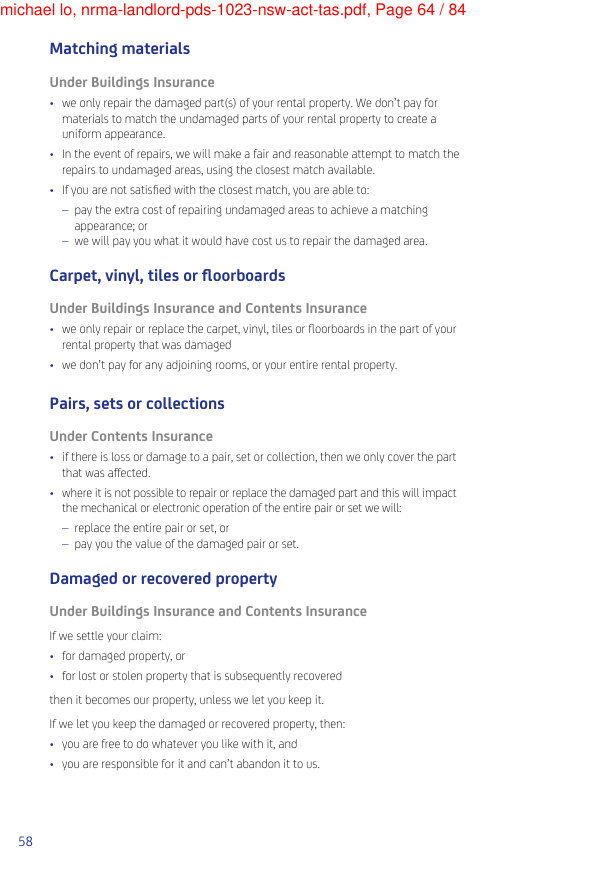 michael lo, nrma-landlord-pds-1023-nsw-act-tas.pdf, Page 64 / 84
Matching materials
Under Buildings Insurance
• we only repair the damaged part(s) of your rental property. We don't pay for
materials to match the undamaged parts of your rental property to create a
uniform appearance.
• In the event of repairs, we will make a fair and reasonable attempt to match the
repairs to undamaged areas, using the closest match available.
• If you are not satisfied with the closest match, you are able to:
– pay the extra cost of repairing undamaged areas to achieve a matching
appearance; or
– we will pay you what it would have cost us to repair the damaged area.
Carpet, vinyl, tiles or floorboards
Under Buildings Insurance and Contents Insurance
• we only repair or replace the carpet, vinyl, tiles or floorboards in the part of your
rental property that was damaged
• we don't pay for any adjoining rooms, or your entire rental property.
Pairs, sets or collections
Under Contents Insurance
• if there is loss or damage to a pair, set or collection, then we only cover the part
that was affected.
• where it is not possible to repair or replace the damaged part and this will impact
the mechanical or electronic operation of the entire pair or set we will:
– replace the entire pair or set, or
– pay you the value of the damaged pair or set.
Damaged or recovered property
Under Buildings Insurance and Contents Insurance
If we settle your claim:
• for damaged property, or
• for lost or stolen property that is subsequently recovered
then it becomes our property, unless we let you keep it.
If we let you keep the damaged or recovered property, then:
• you are free to do whatever you like with it, and
• you are responsible for it and can't abandon it to us.
58